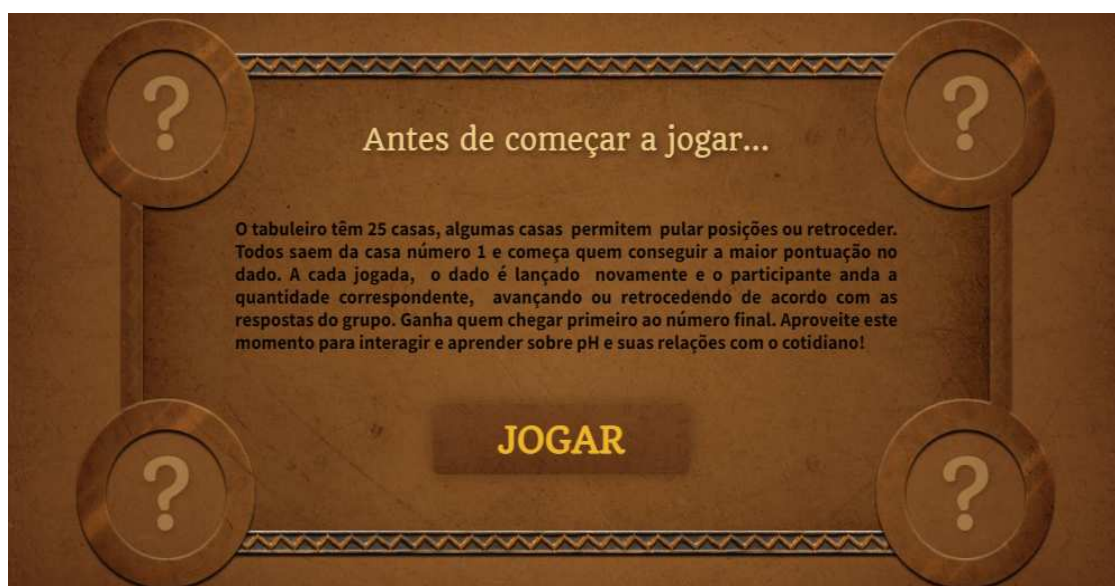 ? ?
Antes de começar a jogar...
O tabuleiro têm 25 casas, algumas casas permitem pular posições ou retroceder.
Todos saem da casa número 1 e começa quem conseguir a maior pontuação no
dado. A cada jogada, o dado é lançado novamente e o participante anda a
quantidade correspondente, avançando ou retrocedendo de acordo com as
respostas do grupo. Ganha quem chegar primeiro ao número final. Aproveite este
momento para interagir e aprender sobre pH e suas relações com o cotidiano!
JOGAR
? ?